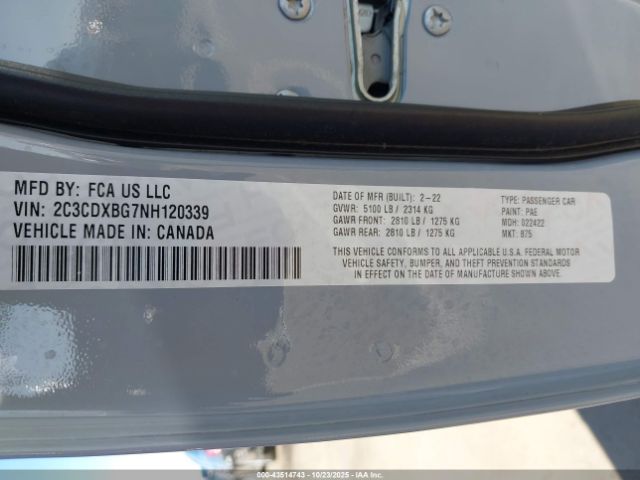 MFD BY: FCA US LLC
VIN: 2C3CDXBG7NH120339
VEHICLE MADE IN: CANADA
DATE OF MFR (BUILT): 2-22
GVWR: 5100 LB / 2314 KG
GAWR FRONT: 2810 LB / 1275 KG
GAWR REAR: 2810 LB / 1275 KG
TYPE: PASSENGER CAR
PAINT: PAE
MDH: 022422
MKT: B75
THIS VEHICLE CONFORMS TO ALL APPLICABLE U.S.A. FEDERAL MOTOR
VEHICLE SAFETY, BUMPER, AND THEFT PREVENTION STANDARDS
IN EFFECT ON THE DATE OF MANUFACTURE SHOWN ABOVE.
000-43514743 - 10/23/2025 - COPYRIGHT IAA, LLC